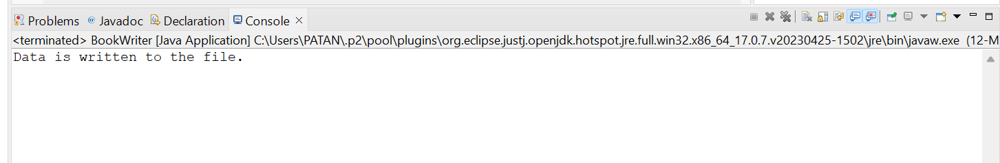 Problems @ Javadoc Declaration Console
<terminated> BookWriter [Java Application] C:\Users\PATAN\.p2\pool\plugins\org.eclipse.justj.openjdk.hotspot.jre.full.win32.x86_64_17.0.7.v20230425-1502\jre\bin\javaw.exe (12-M
Data is written to the file.